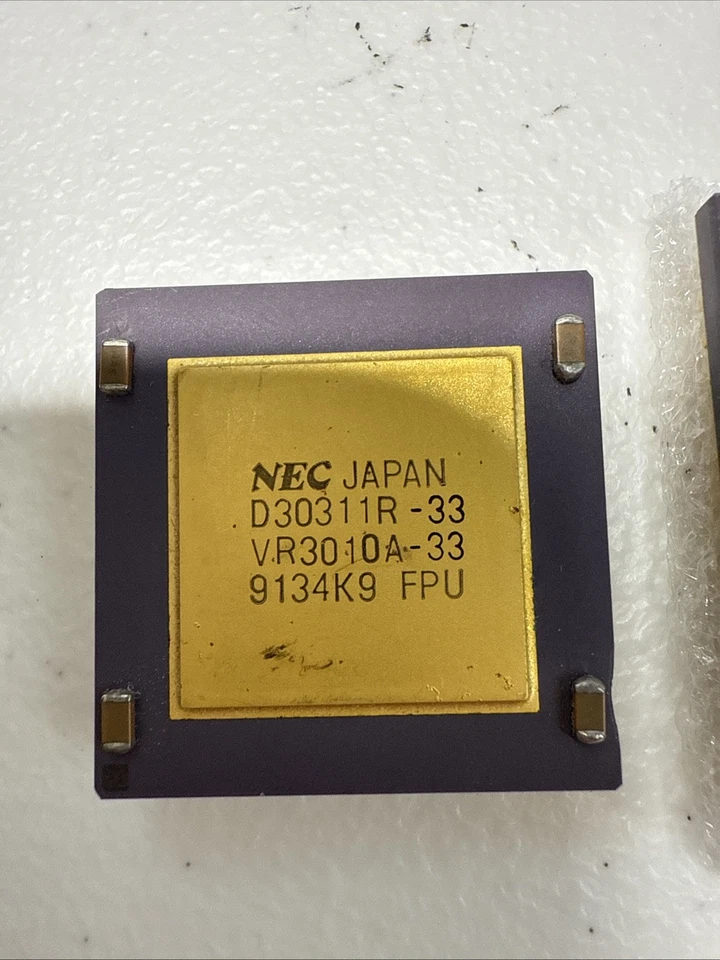 NEC JAPAN
D30311R-33
VR3010A-33
9134K9 FPU